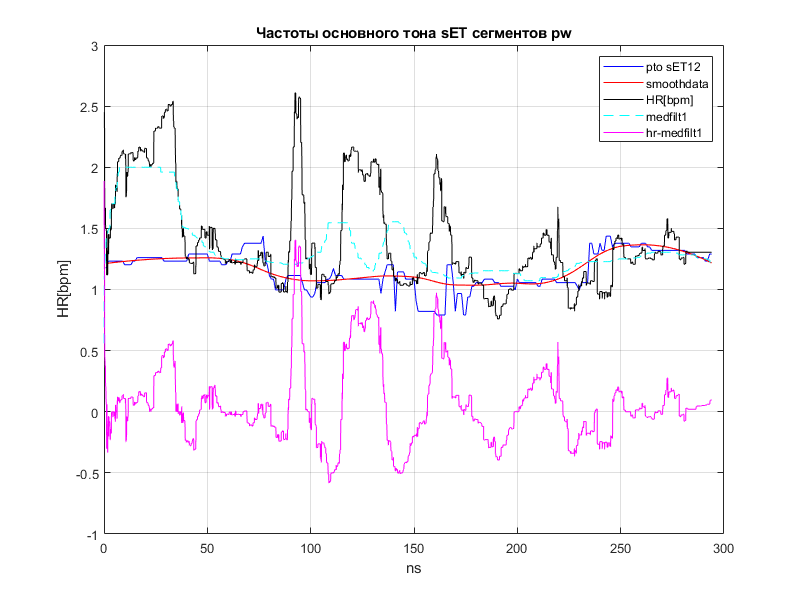 Частоты основного тона sET сегментов pw
3
2.5
2
1.5
1
0.5
0
-0.5
-1
HR[bpm]
pto sET12
smoothdata
HR[bpm]
medfilt1
hr-medfilt1
0 50 100 150 200 250 300
ns